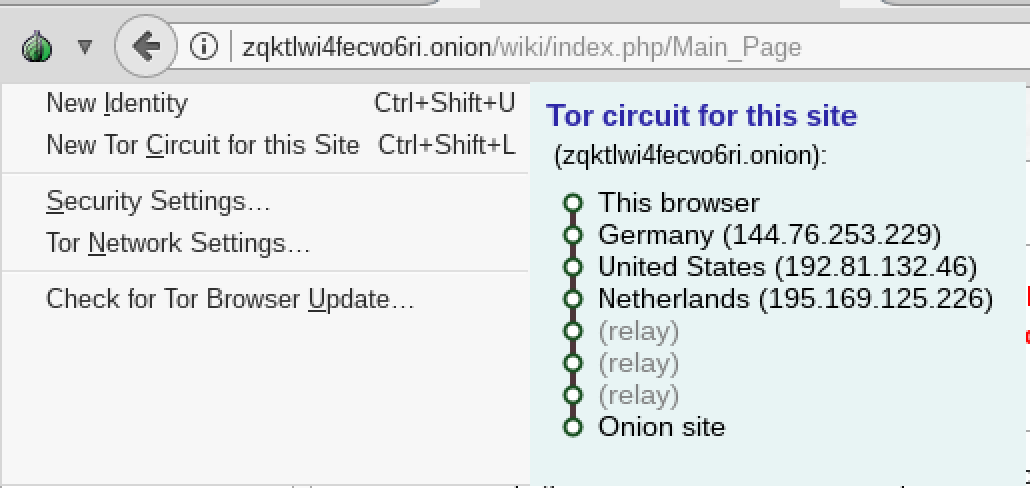 zqktlwi4fecvo6ri.onion/wiki/index.php/Main_Page
New Identity Ctrl+Shift+U
New Tor Circuit for this Site Ctrl+Shift+L
Security Settings…
Tor Network Settings…
Check for Tor Browser Update…
Tor circuit for this site
(zqktlwi4fecvo6ri.onion):
This browser
Germany (144.76.253.229)
United States (192.81.132.46)
Netherlands (195.169.125.226)
(relay)
(relay)
(relay)
Onion site